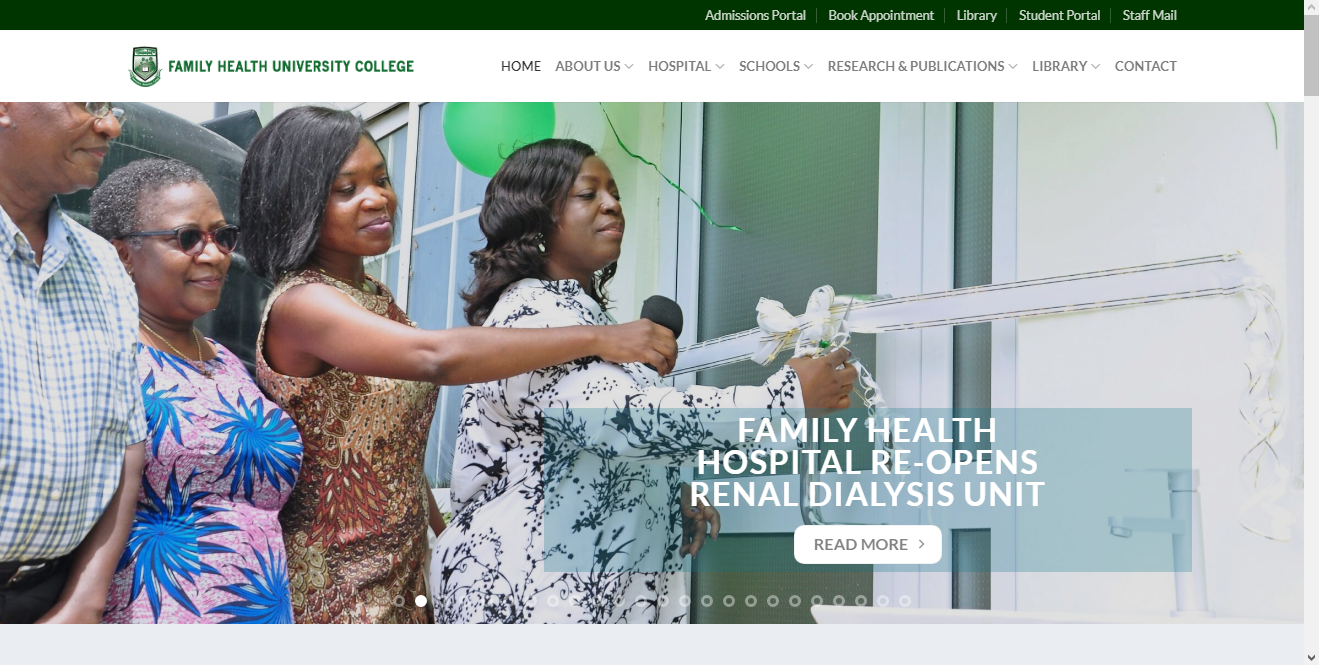 Admissions Portal
Book Appointment
Library
Student Portal
Staff Mail
FAMILY HEALTH UNIVERSITY COLLEGE
HOME
ABOUT US
HOSPITAL
SCHOOLS
RESEARCH & PUBLICATIONS
LIBRARY
CONTACT
FAMILY HEALTH
HOSPITAL RE-OPENS
RENAL DIALYSIS UNIT
READ MORE